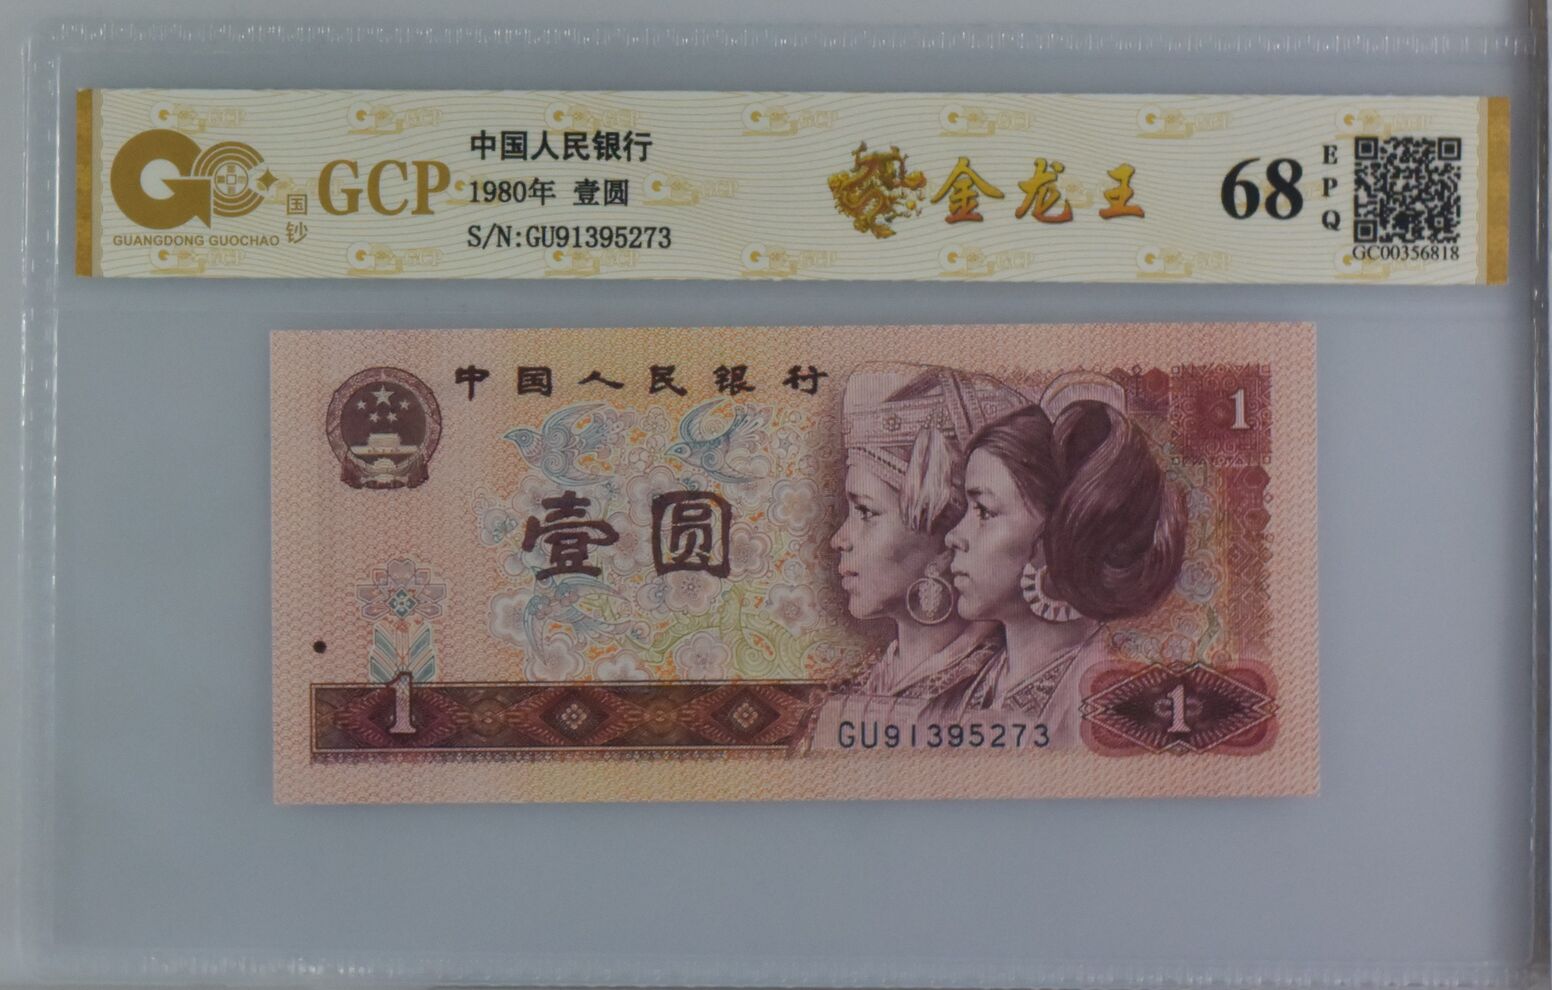 GUANGDONG GUOCHAO
国钞
GCP
中国人民银行
1980年 壹圆
S/N:GU91395273
金龙王
68
EPQ
GC00356818
中国人民银行
1
壹圆
1
1
GU91395273